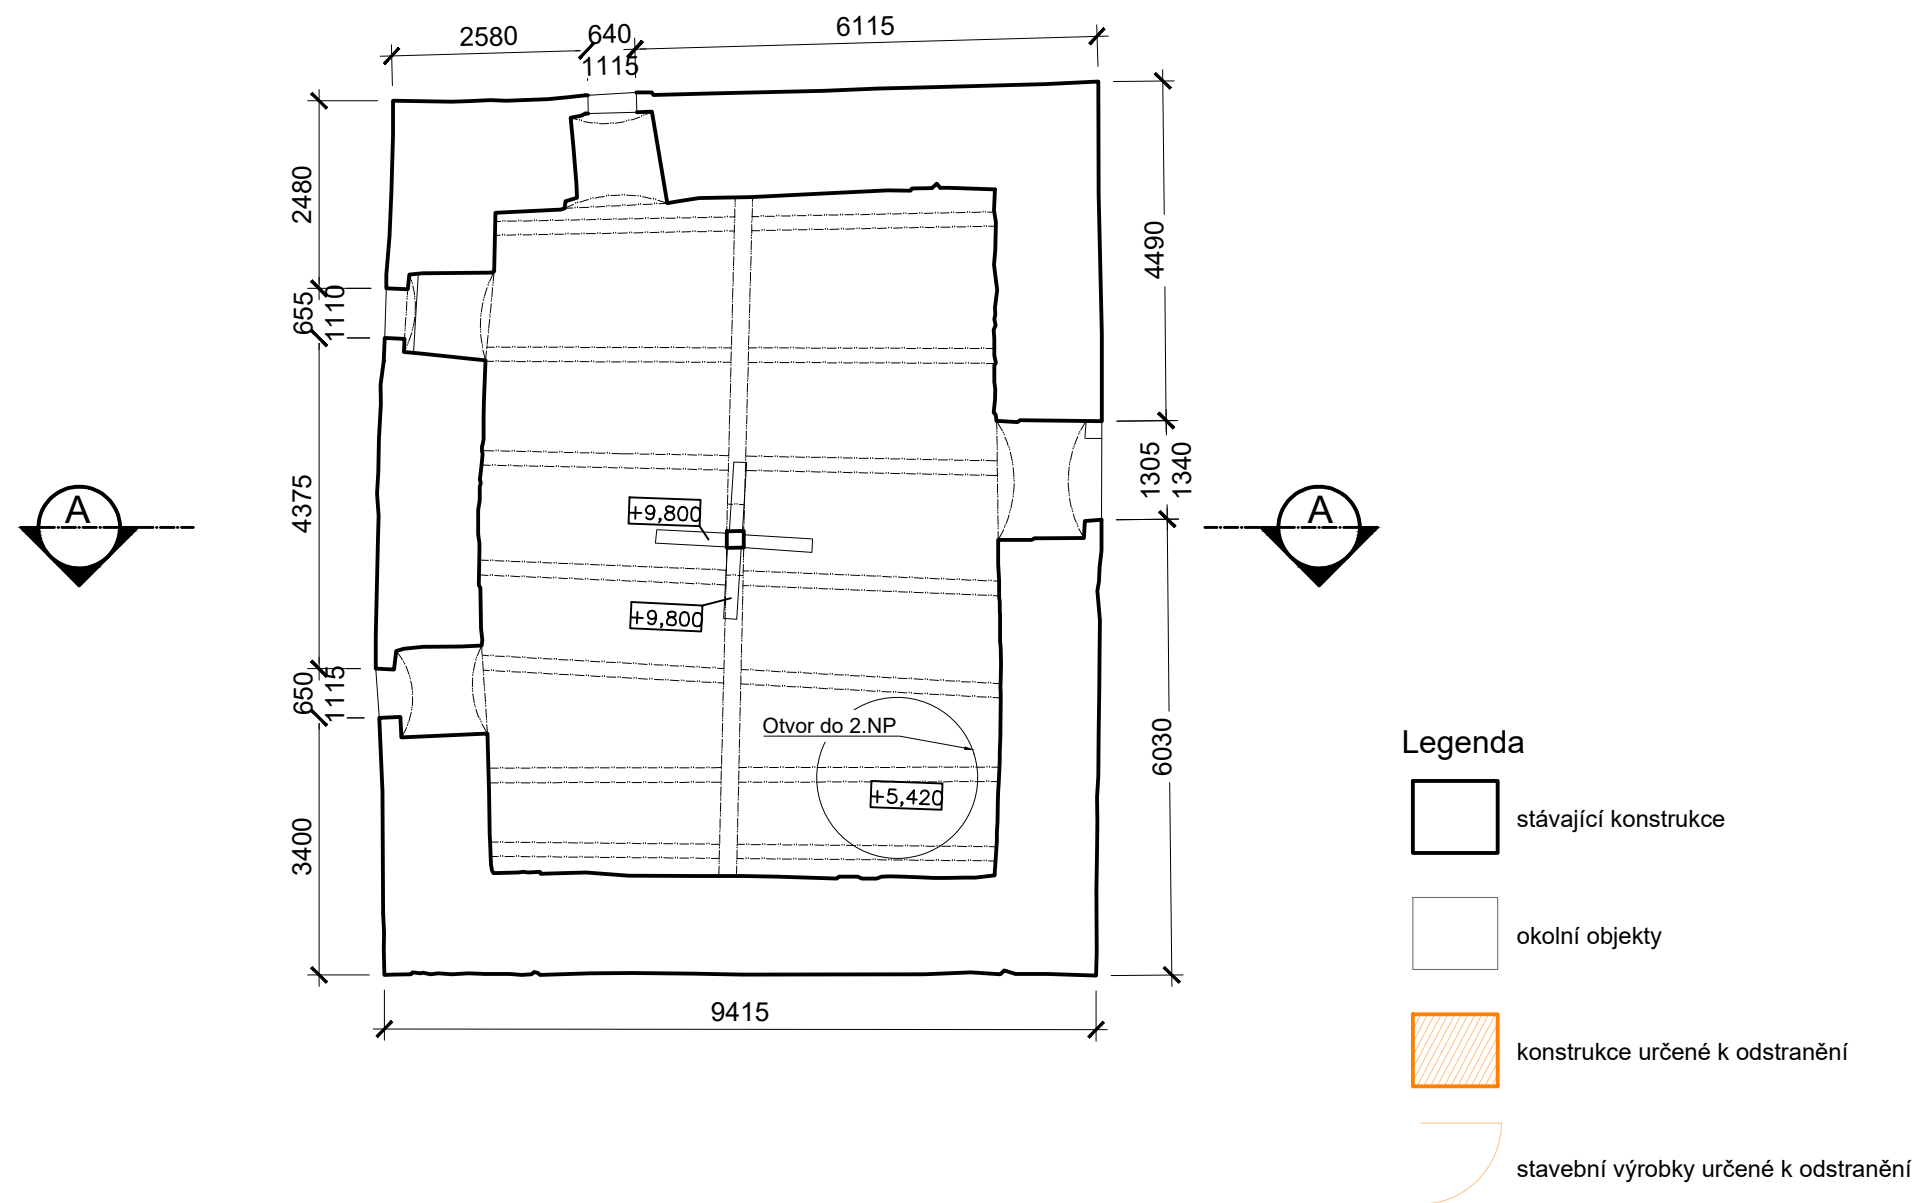 2580
640
1115
6115
2480
655
1110
4375
650
1115
3400
4490
1305
1340
6030
9415
A
A
+9,800
+9,800
Otvor do 2.NP
+5,420
Legenda
stávající konstrukce
okolní objekty
konstrukce určené k odstranění
stavební výrobky určené k odstranění